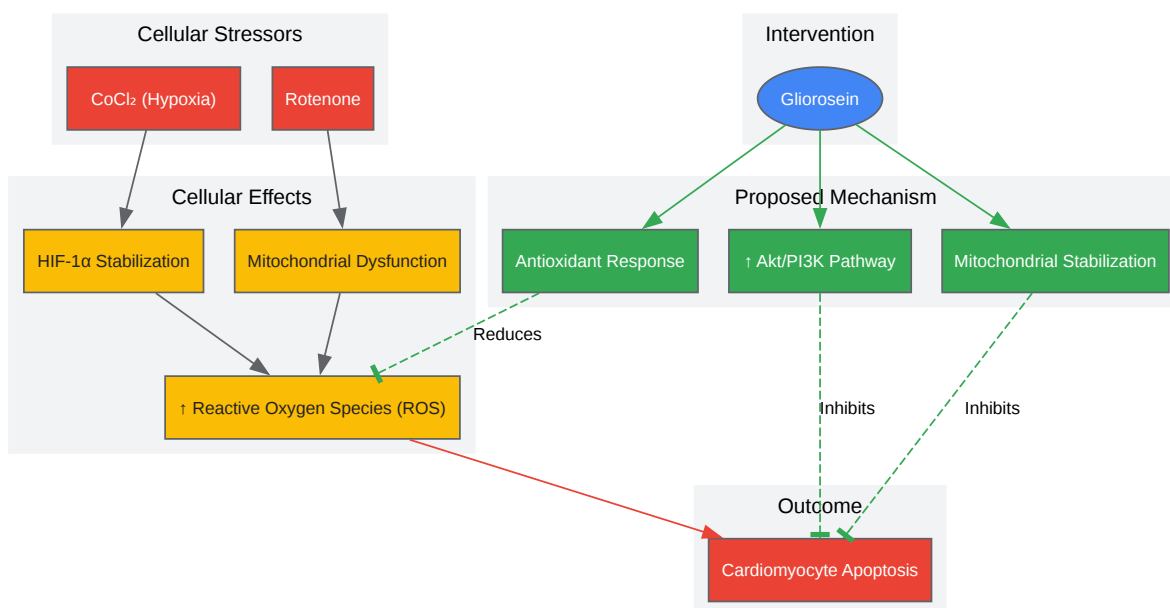 Cellular Stressors
CoCl₂ (Hypoxia)
Rotenone
Intervention
Gliorosein
Cellular Effects
HIF-1α Stabilization
Mitochondrial Dysfunction
↑ Reactive Oxygen Species (ROS)
Proposed Mechanism
Antioxidant Response
↑ Akt/PI3K Pathway
Mitochondrial Stabilization
Reduces
Inhibits
Inhibits
Outcome
Cardiomyocyte Apoptosis